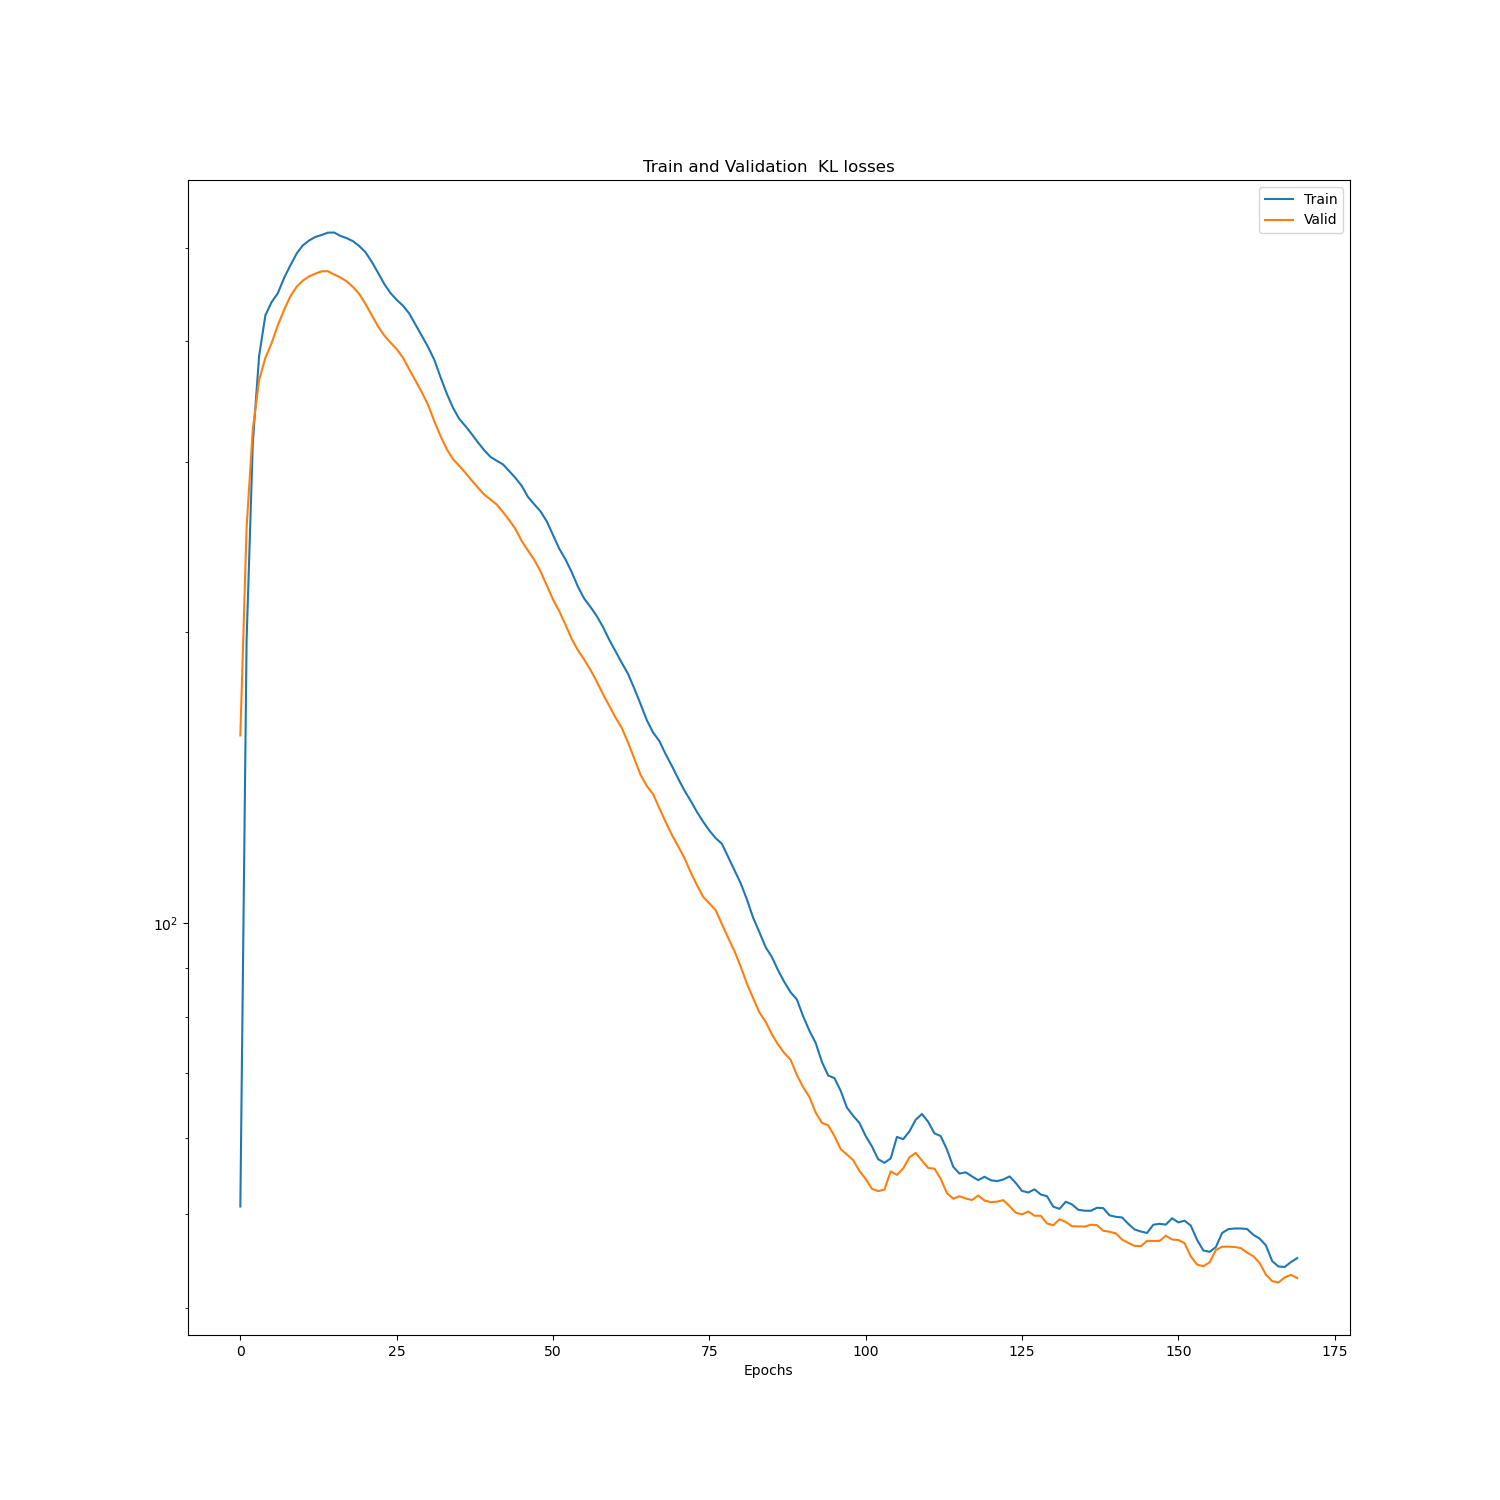 Train and Validation  KL losses
Train
Valid
10²
0 25 50 75 100 125 150 175
Epochs